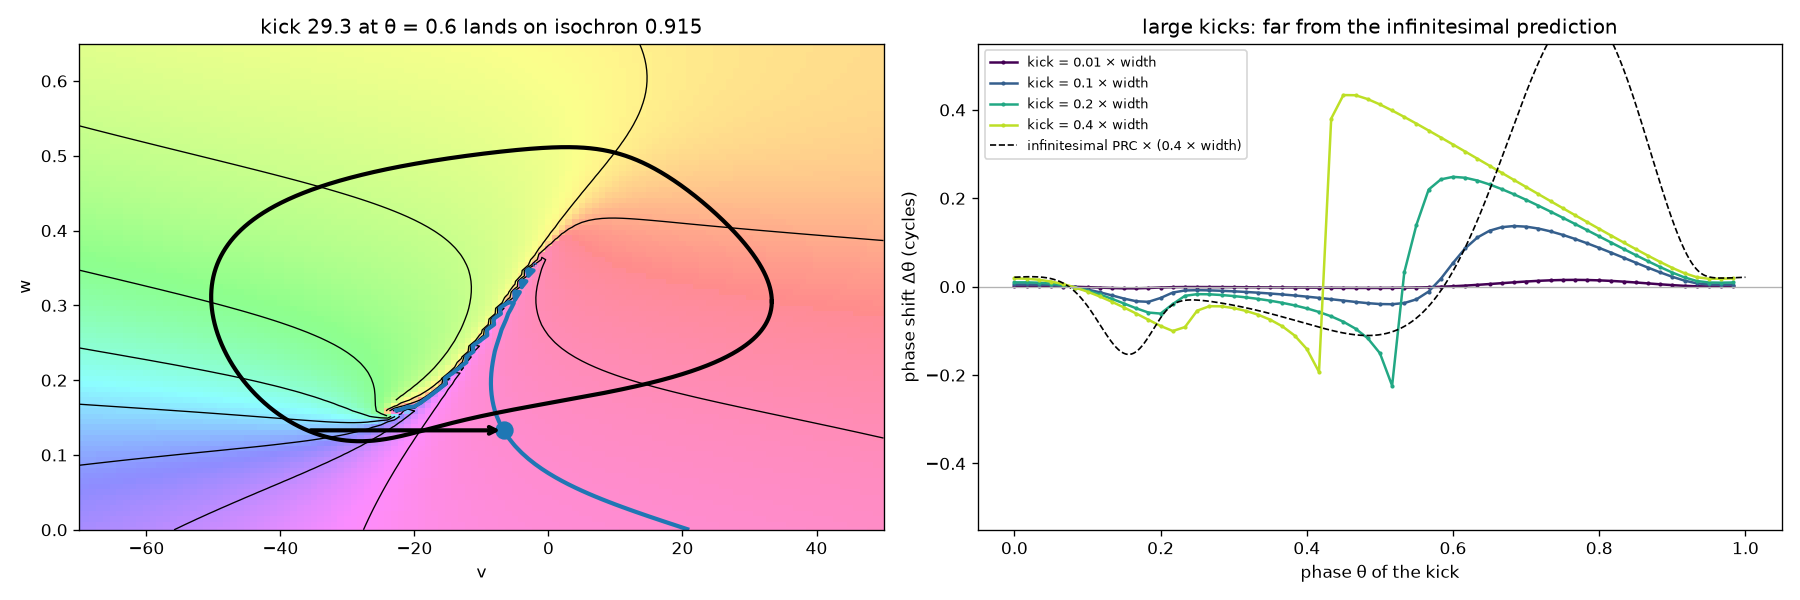 kick 29.3 at θ = 0.6 lands on isochron 0.915
w
0.6
0.5
0.4
0.3
0.2
0.1
0.0
−60
−40
−20
0
20
40
v
large kicks: far from the infinitesimal prediction
kick = 0.01 × width
kick = 0.1 × width
kick = 0.2 × width
kick = 0.4 × width
infinitesimal PRC × (0.4 × width)
phase shift Δθ (cycles)
0.4
0.2
0.0
−0.2
−0.4
0.0
0.2
0.4
0.6
0.8
1.0
phase θ of the kick